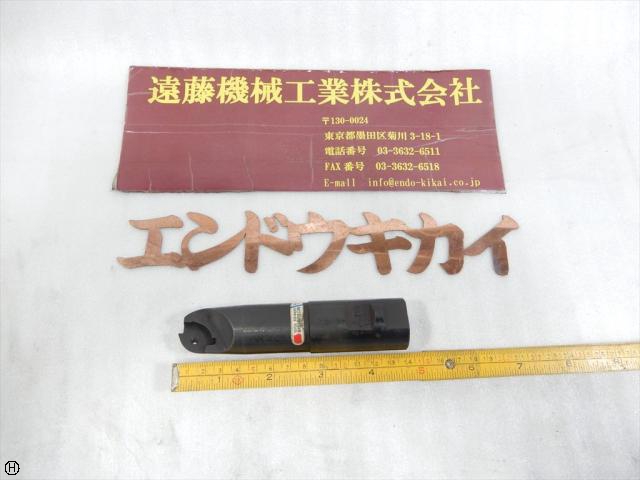 遠藤機械工業株式会社
〒130-0024
東京都墨田区菊川 3-18-1
電話番号 03-3632-6511
FAX 番号 03-3632-6518
E-mall info@endo-kikai.co.jp
エンドウキカイ
1 2 3 4 5 6 7 8
H